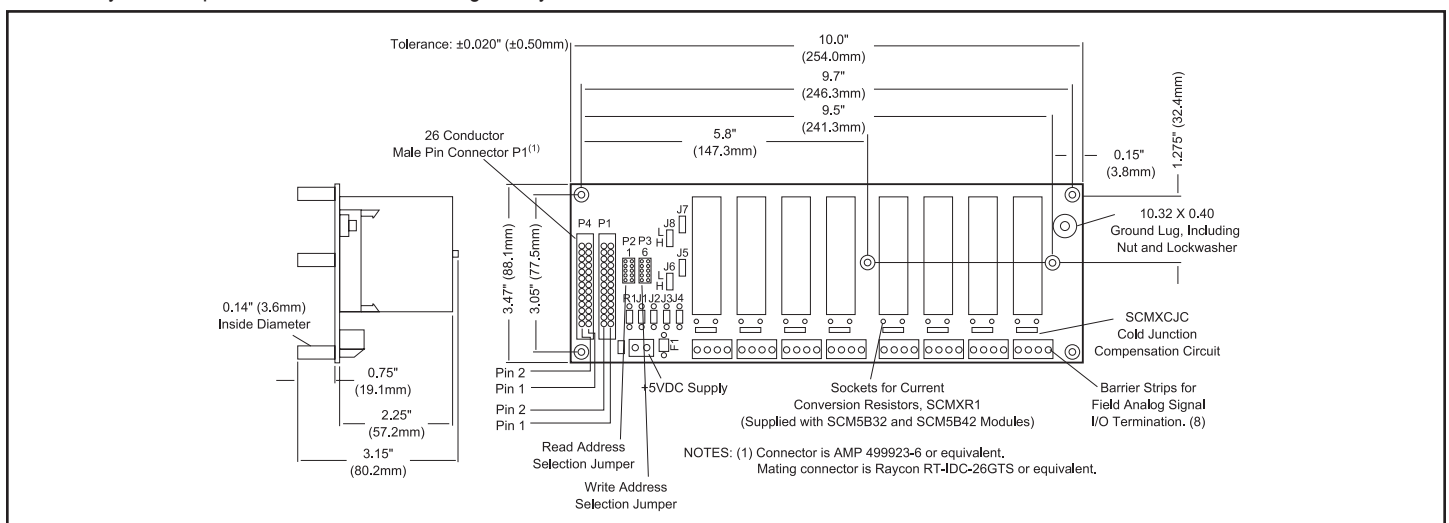 Tolerance: ±0.020" (±0.50mm)
10.0"
(254.0mm)
9.7"
(246.3mm)
9.5"
(241.3mm)
5.8"
(147.3mm)
1.275" (32.4mm)
0.15"
(3.8mm)
26 Conductor
Male Pin Connector P1(1)
10.32 X 0.40
Ground Lug, Including
Nut and Lockwasher
3.47" (88.1mm)
3.05" (77.5mm)
P4 P1
P2 P3
1 6
J7
J8
L
H
J5
J6
L
H
R1 J1 J2 J3 J4
F1
0.14" (3.6mm)
Inside Diameter
SCMXCJC
Cold Junction
Compensation Circuit
0.75"
(19.1mm)
2.25"
(57.2mm)
3.15"
(80.2mm)
Pin 2
Pin 1
Pin 2
Pin 1
+5VDC Supply
Read Address
Selection Jumper
Write Address
Selection Jumper
Sockets for Current
Conversion Resistors, SCMXR1
(Supplied with SCM5B32 and SCM5B42 Modules)
Barrier Strips for
Field Analog Signal
I/O Termination. (8)
NOTES: (1) Connector is AMP 499923-6 or equivalent.
Mating connector is Raycon RT-IDC-26GTS or equivalent.